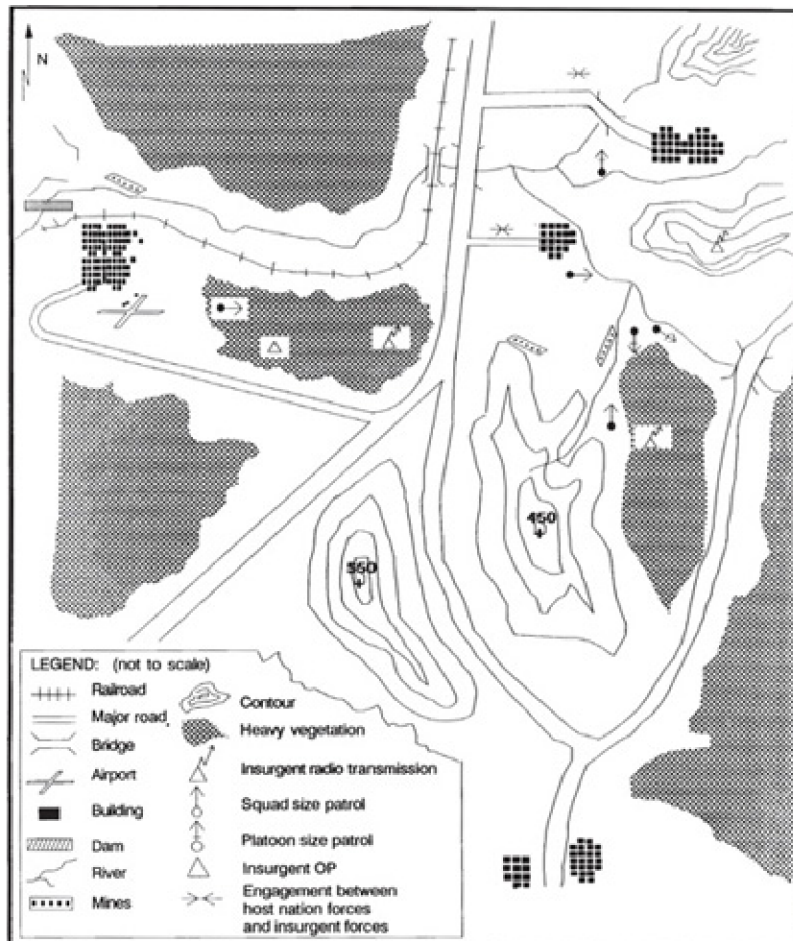 N
450
350
LEGEND: (not to scale)
Railroad
Major road
Bridge
Airport
Building
Dam
River
Mines
Contour
Heavy vegetation
Insurgent radio transmission
Squad size patrol
Platoon size patrol
Insurgent OP
Engagement between
host nation forces
and insurgent forces